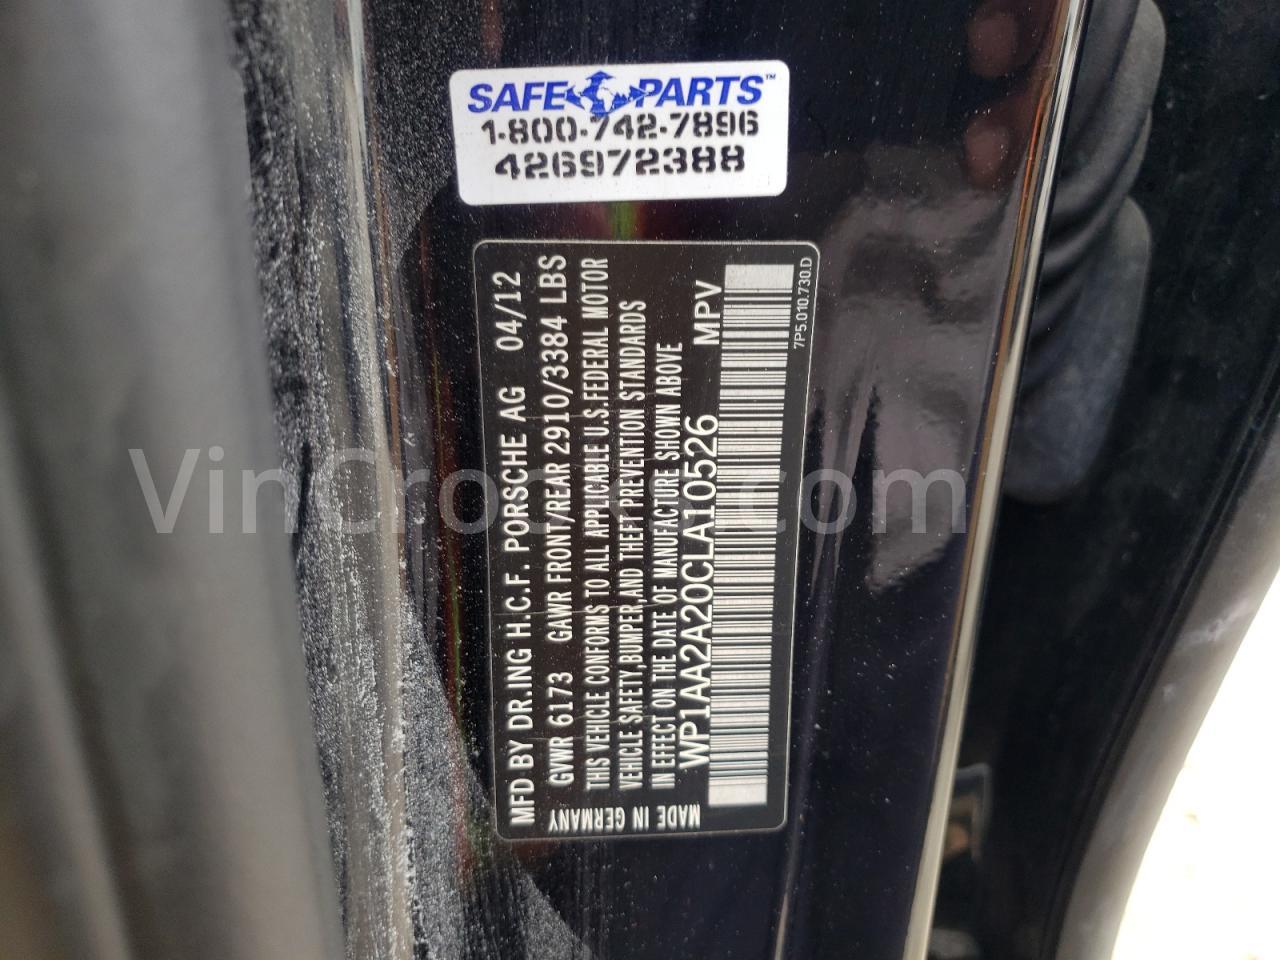 SAFE PARTS™
1-800-742-7896
426972388
MFD BY DR.ING H.C.F. PORSCHE AG 04/12
GVWR 6173 GAWR FRONT/REAR 2910/3384 LBS
THIS VEHICLE CONFORMS TO ALL APPLICABLE U.S.FEDERAL MOTOR
VEHICLE SAFETY,BUMPER,AND THEFT PREVENTION STANDARDS
IN EFFECT ON THE DATE OF MANUFACTURE SHOWN ABOVE
WP1AA2A20CLA10526 MPV
MADE IN GERMANY
7P5.010.730.D